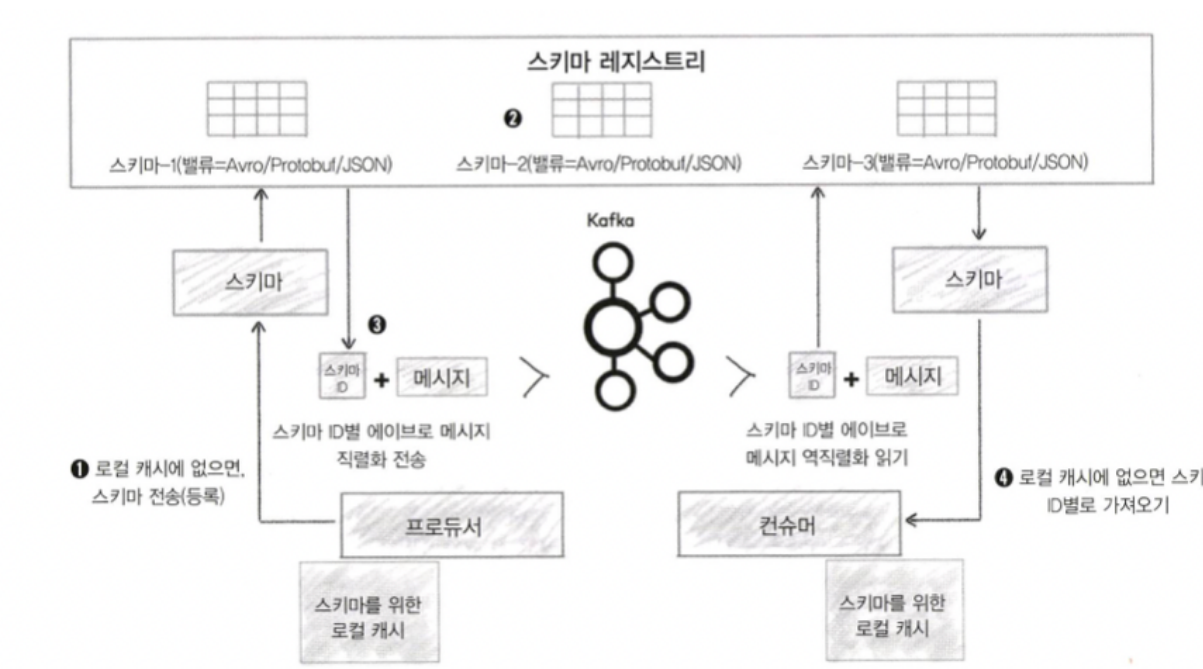 스키마 레지스트리
❷
스키마-1(밸류=Avro/Protobuf/JSON)
스키마-2(밸류=Avro/Protobuf/JSON)
스키마-3(밸류=Avro/Protobuf/JSON)
Kafka
스키마
스키마
❸
스키마
ID
+
메시지
스키마
ID
+
메시지
스키마 ID별 에이브로 메시지
직렬화 전송
스키마 ID별 에이브로
메시지 역직렬화 읽기
❶ 로컬 캐시에 없으면,
스키마 전송(등록)
❹ 로컬 캐시에 없으면 스키
ID별로 가져오기
프로듀서
컨슈머
스키마를 위한
로컬 캐시
스키마를 위한
로컬 캐시